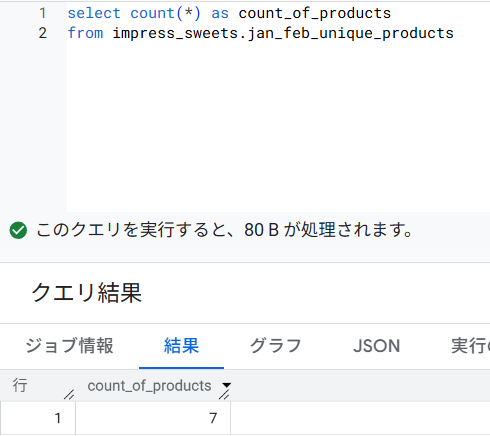 1 select count(*) as count_of_products
2 from impress_sweets.jan_feb_unique_products
このクエリを実行すると、80 B が処理されます。
クエリ結果
ジョブ情報 結果 グラフ JSON 実行の
行 count_of_products
1 7